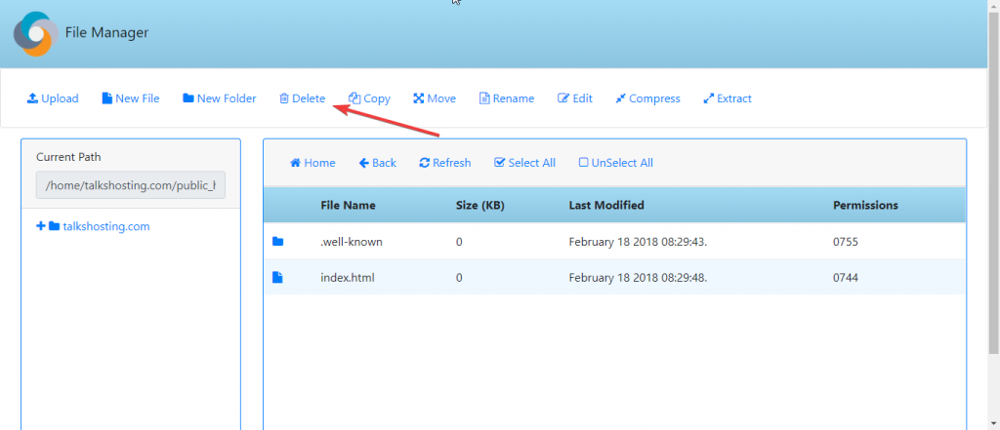 File Manager
Upload New File New Folder Delete Copy Move Rename Edit Compress Extract
Current Path
/home/talkshosting.com/public_h
talkshosting.com
Home Back Refresh Select All UnSelect All
File Name Size (KB) Last Modified Permissions
.well-known 0 February 18 2018 08:29:43. 0755
index.html 0 February 18 2018 08:29:48. 0744